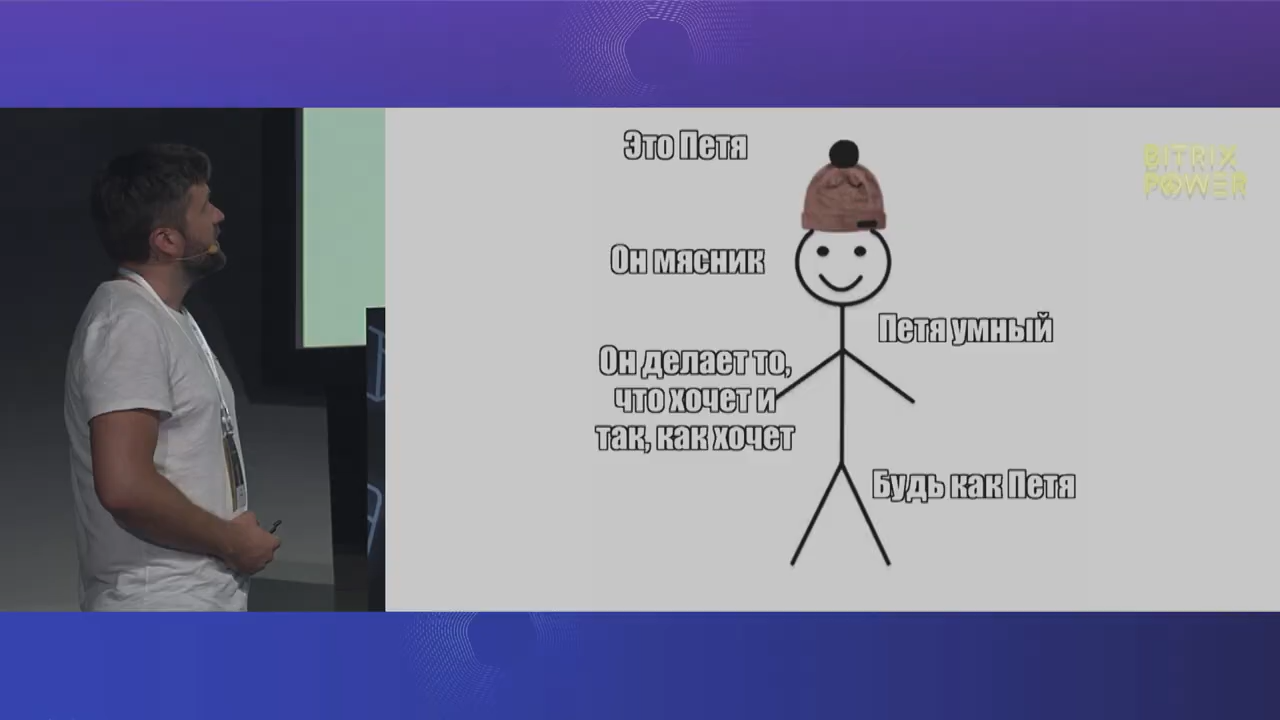 Это Петя
BITRIX
POWER
Он мясник
Петя умный
Он делает то,
что хочет и
так, как хочет
Будь как Петя